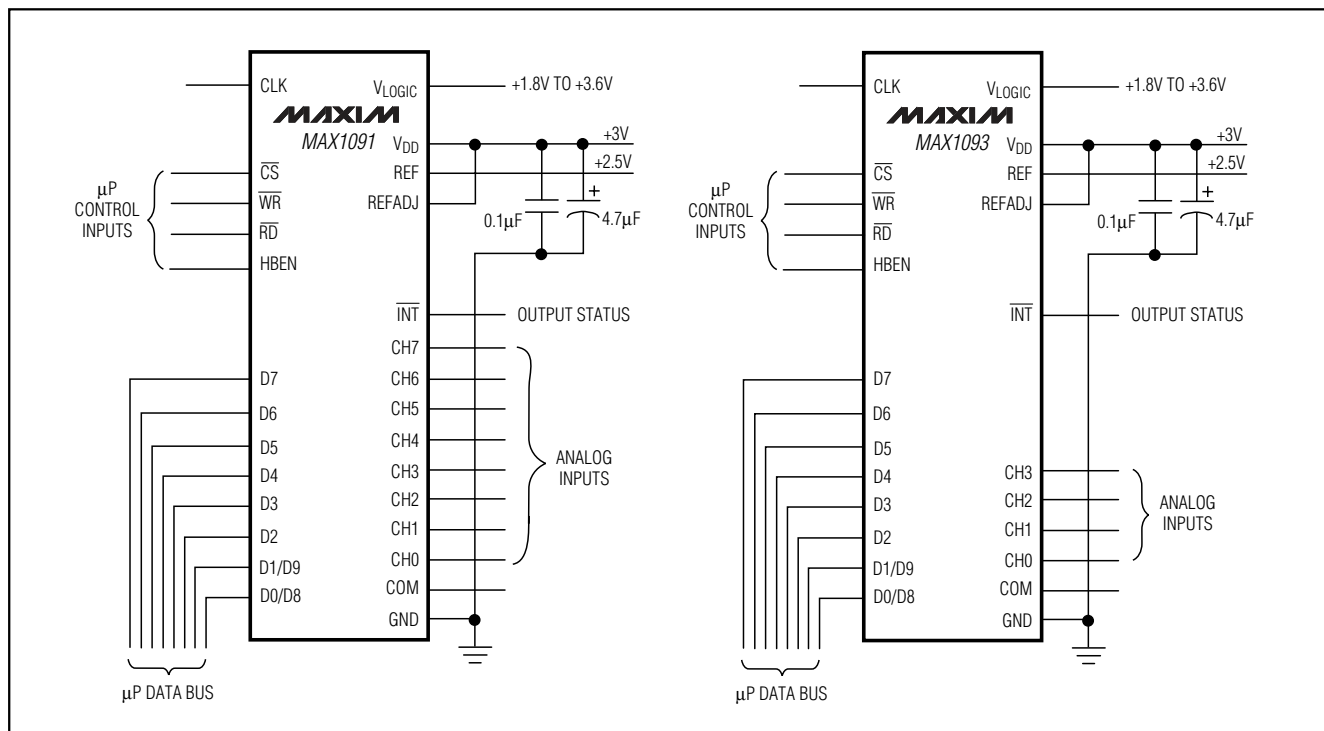 CLK
VLOGIC
+1.8V TO +3.6V
MAXIM
MAX1091
VDD
+3V
CS
REF
+2.5V
µP
CONTROL
INPUTS
WR
REFADJ
+
RD
0.1µF
4.7µF
HBEN
INT
OUTPUT STATUS
CH7
D7
CH6
D6
CH5
D5
CH4
D4
CH3
D3
CH2
D2
CH1
D1/D9
CH0
D0/D8
COM
GND
ANALOG
INPUTS
µP DATA BUS
CLK
VLOGIC
+1.8V TO +3.6V
MAXIM
MAX1093
VDD
+3V
CS
REF
+2.5V
µP
CONTROL
INPUTS
WR
REFADJ
+
RD
0.1µF
4.7µF
HBEN
INT
OUTPUT STATUS
D7
D6
D5
D4
CH3
D3
CH2
D2
CH1
D1/D9
CH0
D0/D8
COM
GND
ANALOG
INPUTS
µP DATA BUS